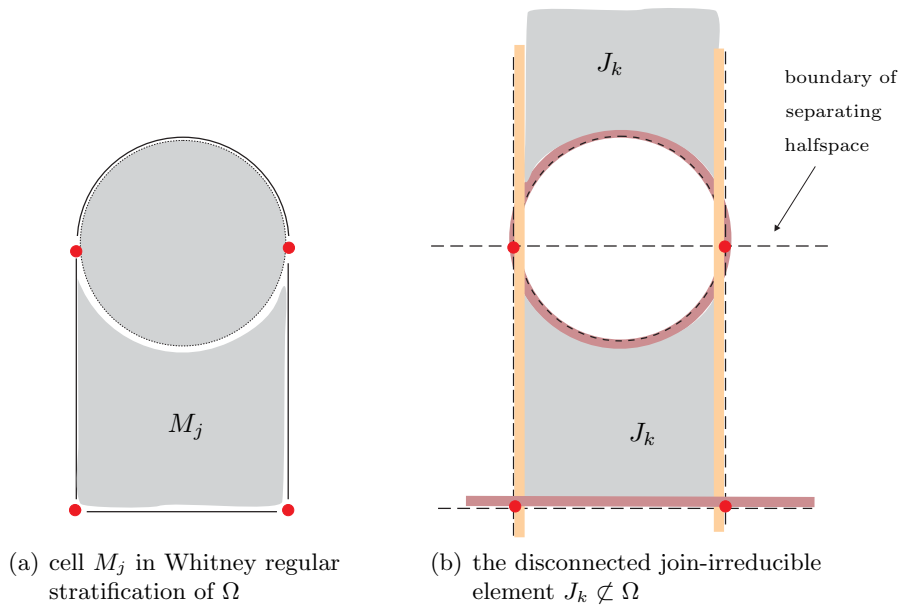 J_k
boundary of
separating
halfspace
M_j
J_k
(a) cell M_j in Whitney regular
stratification of Ω
(b) the disconnected join-irreducible
element J_k ⊄ Ω